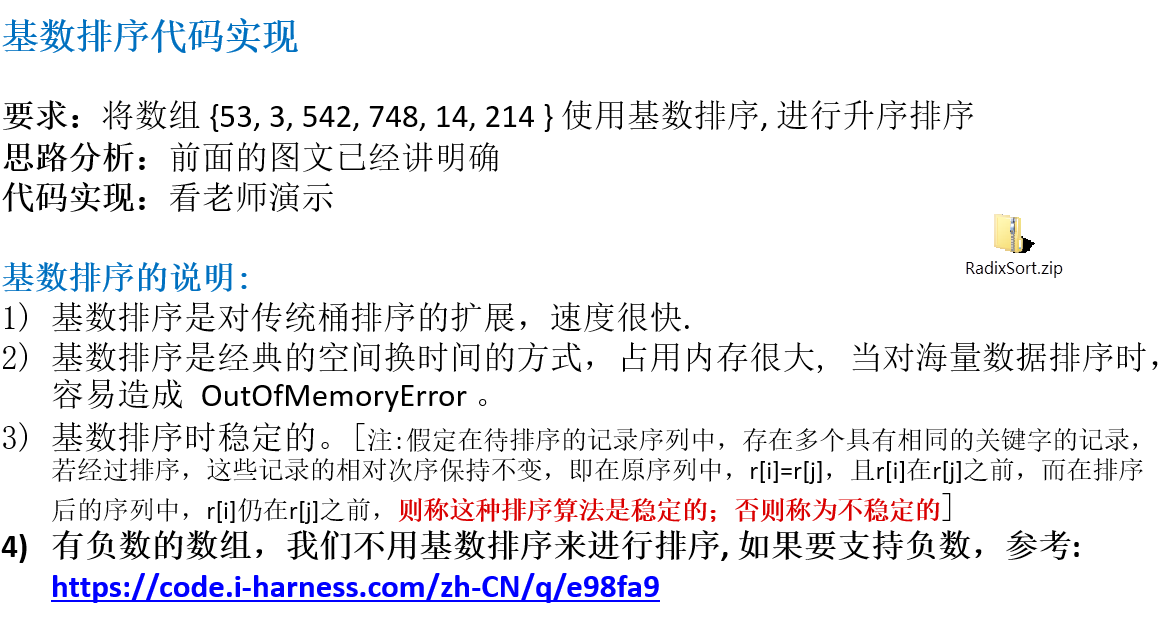 基数排序代码实现
要求：将数组 {53, 3, 542, 748, 14, 214 } 使用基数排序, 进行升序排序
思路分析：前面的图文已经讲明确
代码实现：看老师演示
RadixSort.zip
基数排序的说明:
1) 基数排序是对传统桶排序的扩展，速度很快.
2) 基数排序是经典的空间换时间的方式，占用内存很大, 当对海量数据排序时，
容易造成 OutOfMemoryError 。
3) 基数排序时稳定的。[注:假定在待排序的记录序列中，存在多个具有相同的关键字的记录，
若经过排序，这些记录的相对次序保持不变，即在原序列中，r[i]=r[j]，且r[i]在r[j]之前，而在排序
后的序列中，r[i]仍在r[j]之前，则称这种排序算法是稳定的；否则称为不稳定的]
4) 有负数的数组，我们不用基数排序来进行排序, 如果要支持负数，参考:
https://code.i-harness.com/zh-CN/q/e98fa9